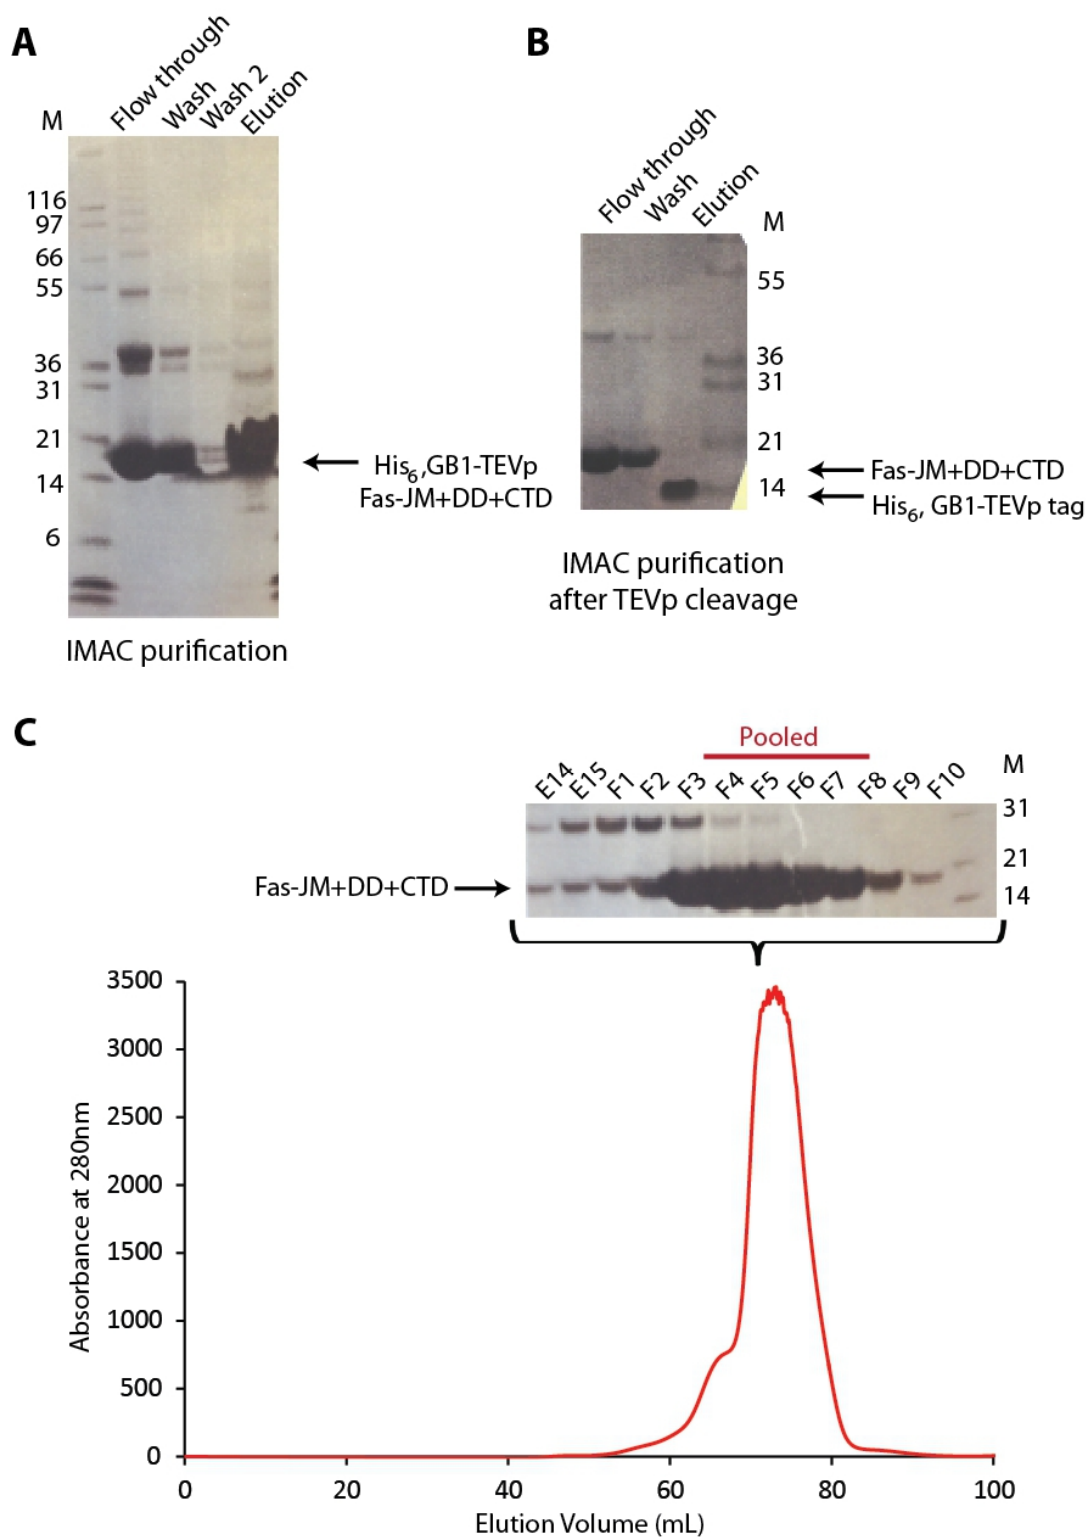 A
Flow through
Wash
Wash 2
Elution
M
116
97
66
55
36
31
21
14
6
His6,GB1-TEVp
Fas-JM+DD+CTD
IMAC purification
B
Flow through
Wash
Elution
M
55
36
31
21
14
Fas-JM+DD+CTD
His6, GB1-TEVp tag
IMAC purification
after TEVp cleavage
C
Pooled
E14 E15 F1 F2 F3 F4 F5 F6 F7 F8 F9 F10
M
31
21
14
Fas-JM+DD+CTD
3500
3000
2500
2000
1500
1000
500
0
Absorbance at 280nm
0 20 40 60 80 100
Elution Volume (mL)